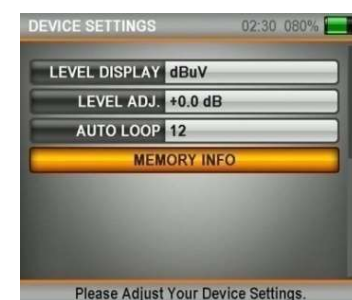 DEVICE SETTINGS 02:30 080%
LEVEL DISPLAY dBuV
LEVEL ADJ. +0.0 dB
AUTO LOOP 12
MEMORY INFO
Please Adjust Your Device Settings.